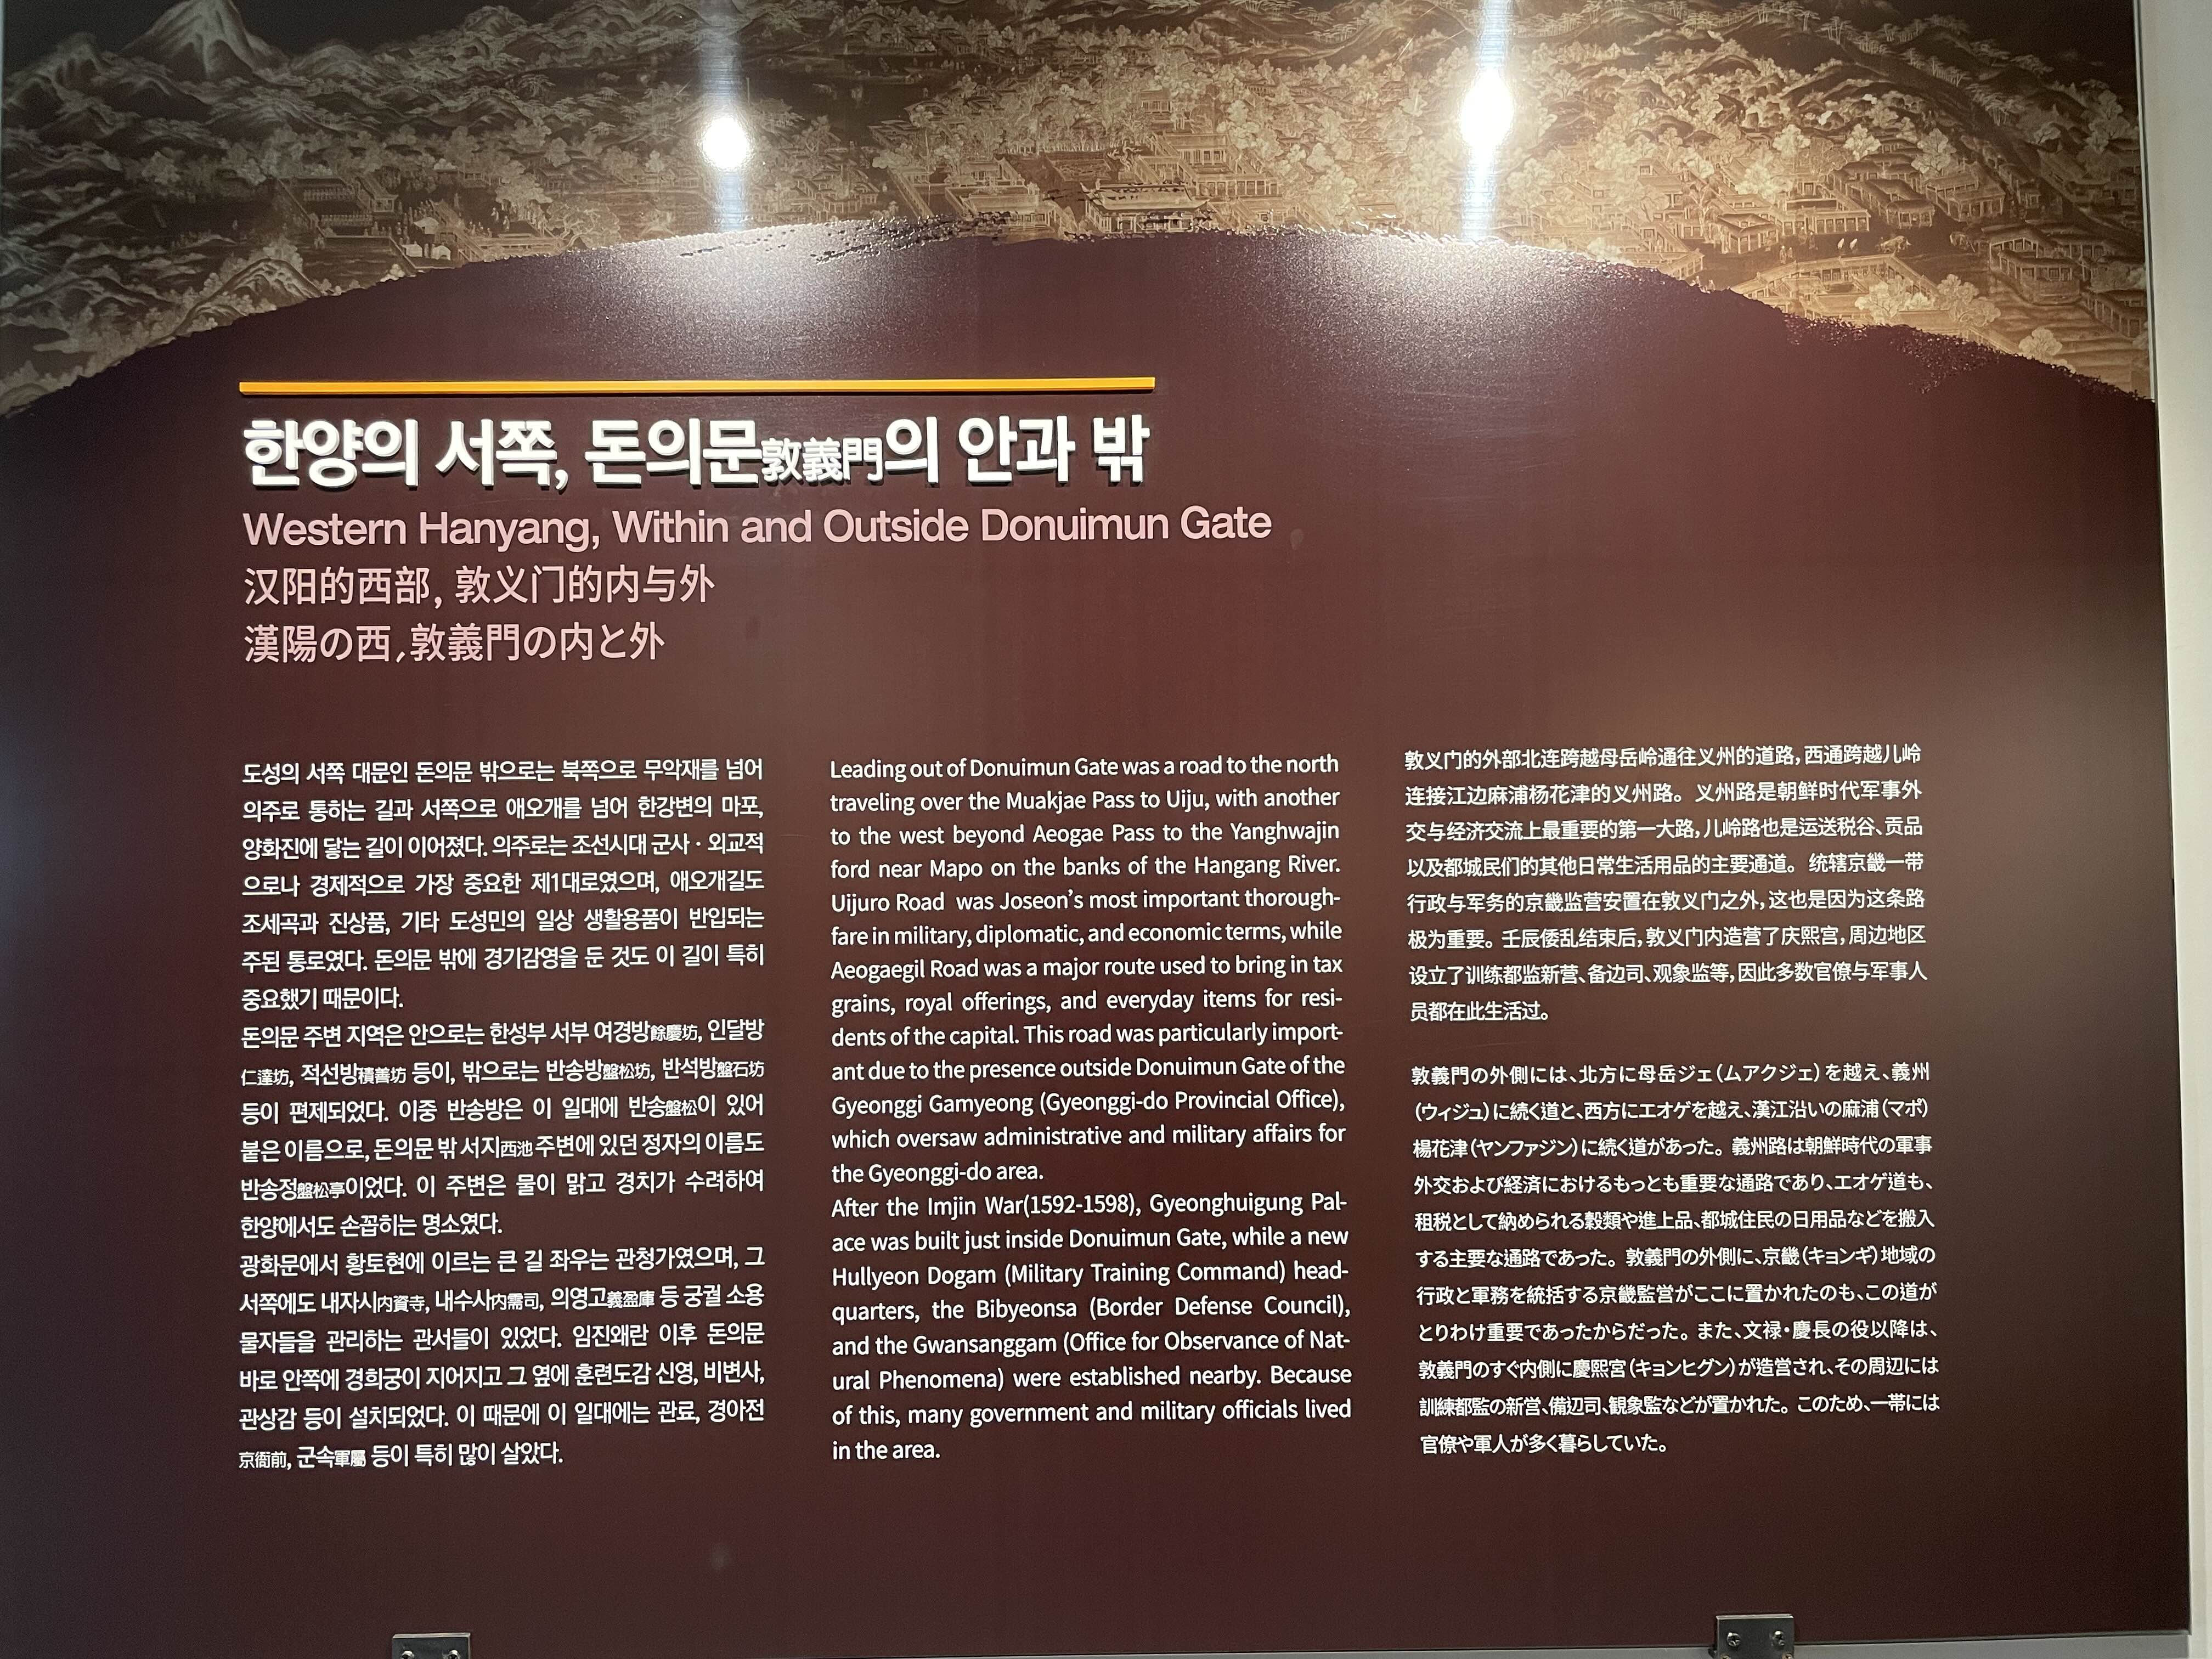 한양의 서쪽, 돈의문敦義門의 안과 밖
Western Hanyang, Within and Outside Donuimun Gate
汉阳的西部, 敦义门的内与外
漢陽の西,敦義門の内と外
도성의 서쪽 대문인 돈의문 밖으로는 북쪽으로 무악재를 넘어
의주로 통하는 길과 서쪽으로 애오개를 넘어 한강변의 마포,
양화진에 닿는 길이 이어졌다. 의주로는 조선시대 군사 · 외교적
으로나 경제적으로 가장 중요한 제1대로였으며, 애오개길도
조세곡과 진상품, 기타 도성민의 일상 생활용품이 반입되는
주된 통로였다. 돈의문 밖에 경기감영을 둔 것도 이 길이 특히
중요했기 때문이다.
돈의문 주변 지역은 안으로는 한성부 서부 여경방餘慶坊, 인달방
仁達坊, 적선방積善坊 등이, 밖으로는 반송방盤松坊, 반석방盤石坊
등이 편제되었다. 이중 반송방은 이 일대에 반송盤松이 있어
붙은 이름으로, 돈의문 밖 서지西池 주변에 있던 정자의 이름도
반송정盤松亭이었다. 이 주변은 물이 맑고 경치가 수려하여
한양에서도 손꼽히는 명소였다.
광화문에서 황토현에 이르는 큰 길 좌우는 관청가였으며, 그
서쪽에도 내자시内資寺, 내수사内需司, 의영고義盈庫 등 궁궐 소용
물자들을 관리하는 관서들이 있었다. 임진왜란 이후 돈의문
바로 안쪽에 경희궁이 지어지고 그 옆에 훈련도감 신영, 비변사,
관상감 등이 설치되었다. 이 때문에 이 일대에는 관료, 경아전
京衙前, 군속軍屬 등이 특히 많이 살았다.
Leading out of Donuimun Gate was a road to the north
traveling over the Muakjae Pass to Uiju, with another
to the west beyond Aeogae Pass to the Yanghwajin
ford near Mapo on the banks of the Hangang River.
Uijuro Road was Joseon's most important thorough-
fare in military, diplomatic, and economic terms, while
Aeogaegil Road was a major route used to bring in tax
grains, royal offerings, and everyday items for resi-
dents of the capital. This road was particularly import-
ant due to the presence outside Donuimun Gate of the
Gyeonggi Gamyeong (Gyeonggi-do Provincial Office),
which oversaw administrative and military affairs for
the Gyeonggi-do area.
After the Imjin War(1592-1598), Gyeonghuigung Pal-
ace was built just inside Donuimun Gate, while a new
Hullyeon Dogam (Military Training Command) head-
quarters, the Bibyeonsa (Border Defense Council),
and the Gwansanggam (Office for Observance of Nat-
ural Phenomena) were established nearby. Because
of this, many government and military officials lived
in the area.
敦义门的外部北连跨越母岳岭通往义州的道路，西通跨越儿岭
连接江边麻浦杨花津的义州路。义州路是朝鲜时代军事外
交与经济交流上最重要的第一大路，儿岭路也是运送税谷、贡品
以及都城民们的其他日常生活用品的主要通道。统辖京畿一带
行政与军务的京畿监营安置在敦义门之外，这也是因为这条路
极为重要。壬辰倭乱结束后，敦义门内造营了庆熙宫，周边地区
设立了训练都监新营、备边司、观象监等，因此多数官僚与军事人
员都在此生活过。
敦義門の外側には、北方に母岳ジェ（ムアクジェ）を越え、義州
（ウィジュ）に続く道と、西方にエオゲを越え、漢江沿いの麻浦（マポ）
楊花津（ヤンファジン）に続く道があった。義州路は朝鮮時代の軍事
外交および経済におけるもっとも重要な通路であり、エオゲ道も、
租税として納められる穀類や進上品、都城住民の日用品などを搬入
する主要な通路であった。敦義門の外側に、京畿（キョンギ）地域の
行政と軍務を統括する京畿監営がここに置かれたのも、この道が
とりわけ重要であったからだった。また、文禄・慶長の役以降は、
敦義門のすぐ内側に慶熙宮（キョンヒグン）が造営され、その周辺には
訓練都監の新営、備辺司、観象監などが置かれた。このため、一帯には
官僚や軍人が多く暮らしていた。